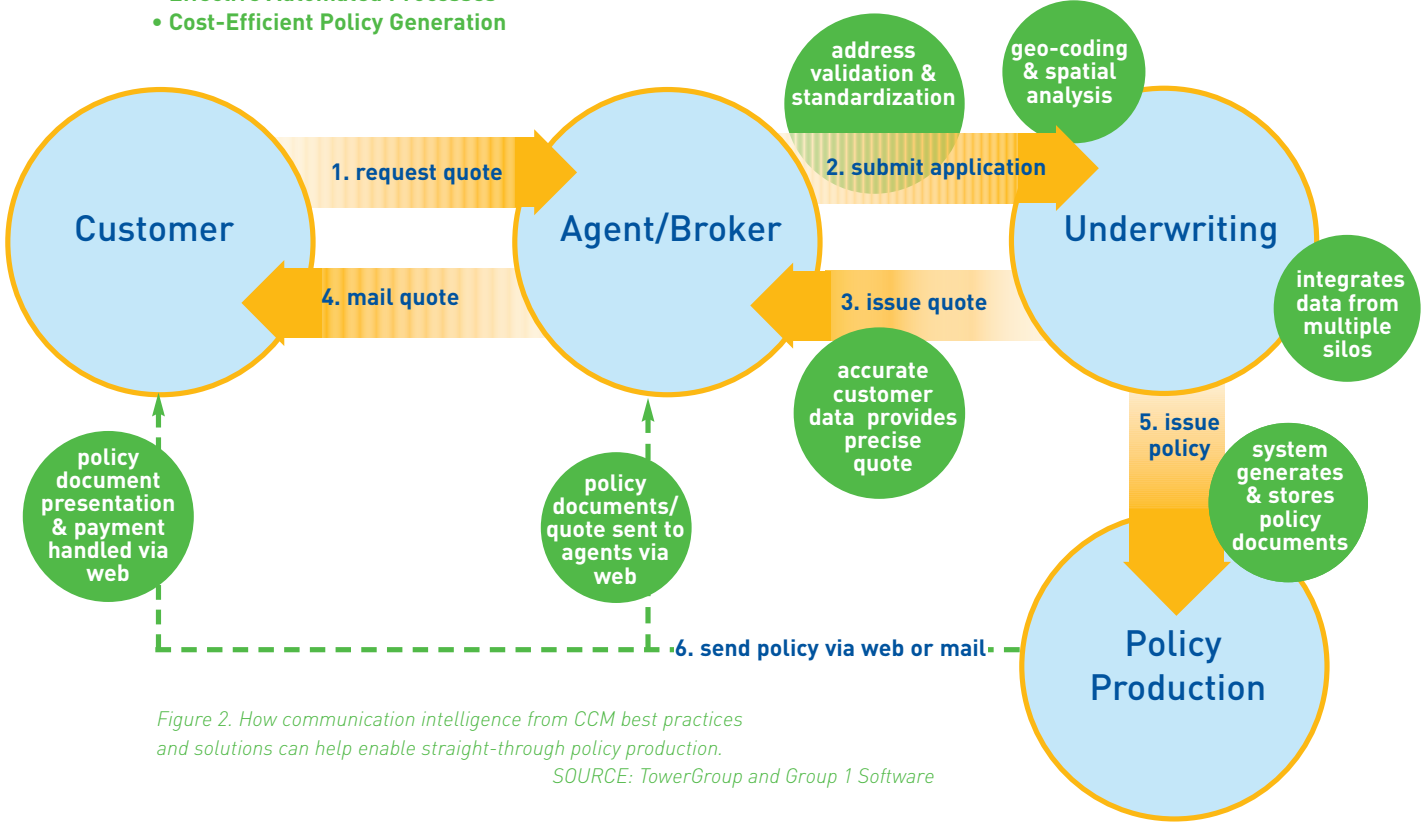 • Effective Automated Processes
• Cost-Efficient Policy Generation
address
validation &
standardization
geo-coding
& spatial
analysis
1. request quote
2. submit application
Customer
Agent/Broker
Underwriting
4. mail quote
3. issue quote
integrates
data from
multiple
silos
accurate
customer
data provides
precise
quote
5. issue
policy
system
generates
& stores
policy
documents
policy
document
presentation
& payment
handled via
web
policy
documents/
quote sent to
agents via
web
6. send policy via web or mail
Policy
Production
Figure 2. How communication intelligence from CCM best practices
and solutions can help enable straight-through policy production.
SOURCE: TowerGroup and Group 1 Software